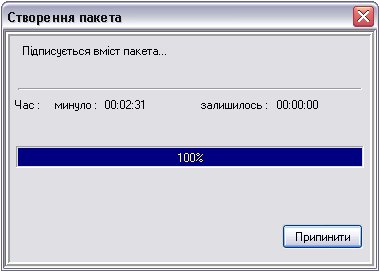 Створення пакета
Підписується вміст пакета...
Час : минуло : 00:02:31 залишилось : 00:00:00
100%
Припинити